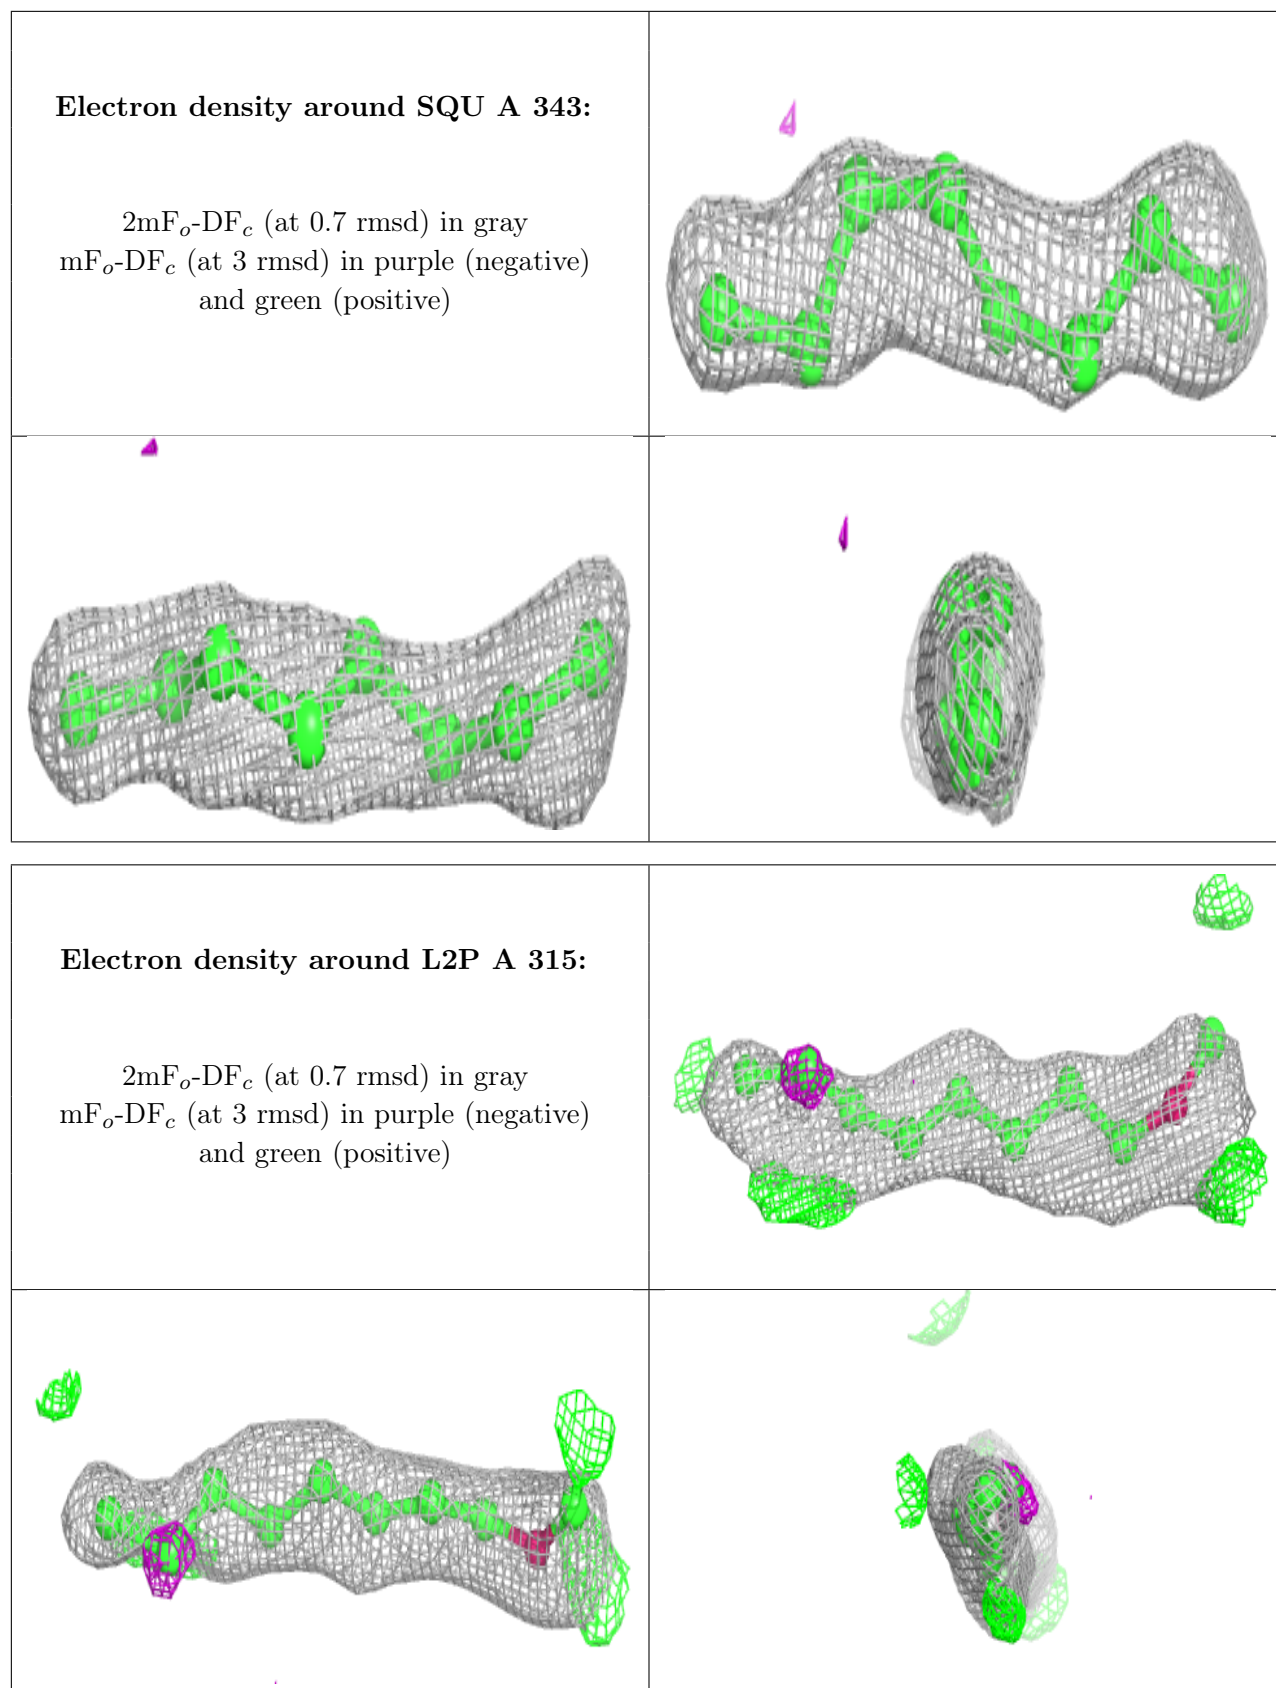 Electron density around SQU A 343:
2mFo-DFc (at 0.7 rmsd) in gray
mFo-DFc (at 3 rmsd) in purple (negative)
and green (positive)
Electron density around L2P A 315:
2mFo-DFc (at 0.7 rmsd) in gray
mFo-DFc (at 3 rmsd) in purple (negative)
and green (positive)